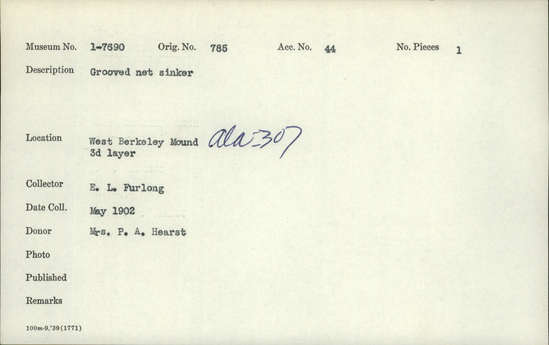 Museum No. 1-7690 Orig. No. 785 Acc. No. 44 No. Pieces 1
Description Grooved net sinker
Location West Berkeley Mound Ala-307
3d layer
Collector E. L. Furlong
Date Coll. May 1902
Donor Mrs. P. A. Hearst
Photo
Published
Remarks
100m-9,'39(1771)